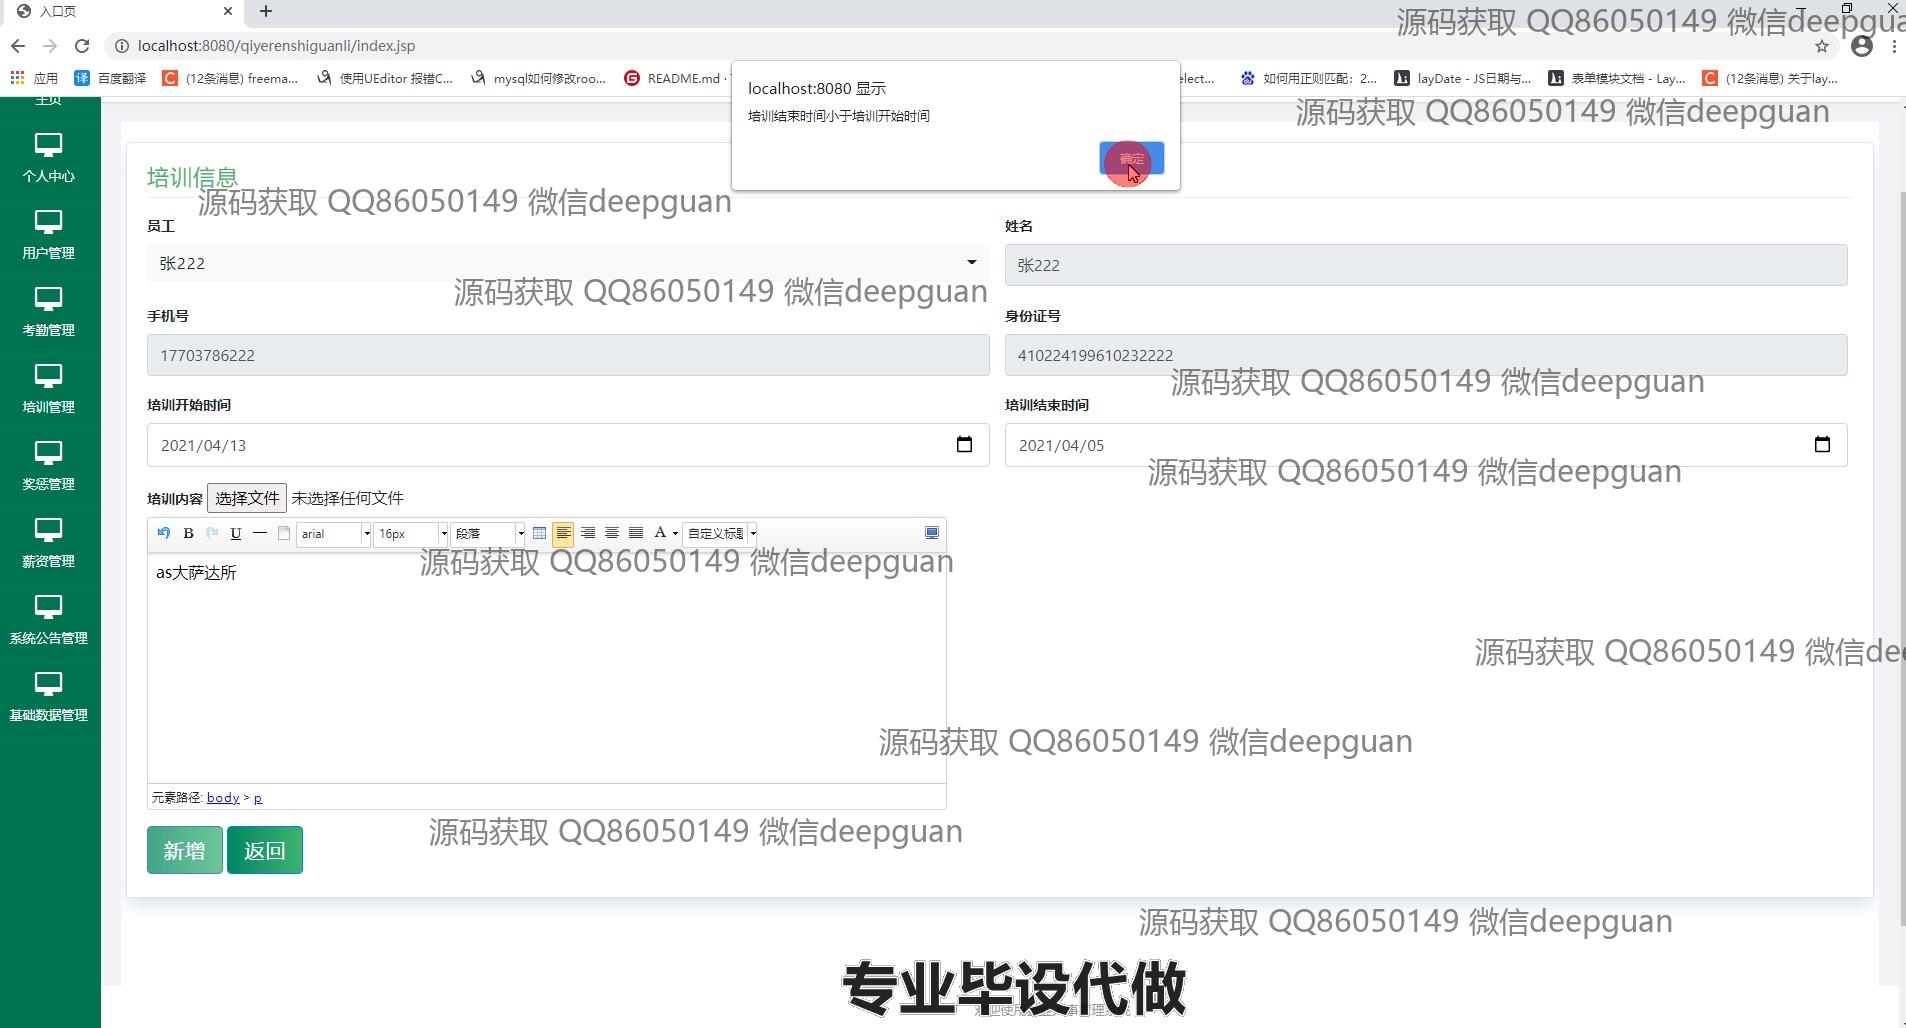 入口页
localhost:8080/qiyerenshiguanli/index.jsp
源码获取 QQ86050149 微信deepgua
应用 百度翻译 (12条消息) freema... 使用UEditor 报错C... mysql如何修改roo... README.md · elect... 如何用正则匹配：2... layDate - JS日期与... 表单模块文档 - Lay... (12条消息) 关于lay...
localhost:8080 显示
培训结束时间小于培训开始时间
确定
源码获取 QQ86050149 微信deepguan
主页
个人中心
用户管理
考勤管理
培训管理
奖惩管理
薪资管理
系统公告管理
基础数据管理
培训信息
源码获取 QQ86050149 微信deepguan
员工 姓名
张222 张222
源码获取 QQ86050149 微信deepguan
手机号 身份证号
17703786222 410224199610232222
源码获取 QQ86050149 微信deepguan
培训开始时间 培训结束时间
2021/04/13 2021/04/05
源码获取 QQ86050149 微信deepguan
培训内容 选择文件 未选择任何文件
B U arial 16px 段落 A 自定义标题
源码获取 QQ86050149 微信deepguan
as大萨达所
源码获取 QQ86050149 微信dee
源码获取 QQ86050149 微信deepguan
元素路径: body > p
源码获取 QQ86050149 微信deepguan
新增 返回
源码获取 QQ86050149 微信deepguan
专业毕设代做